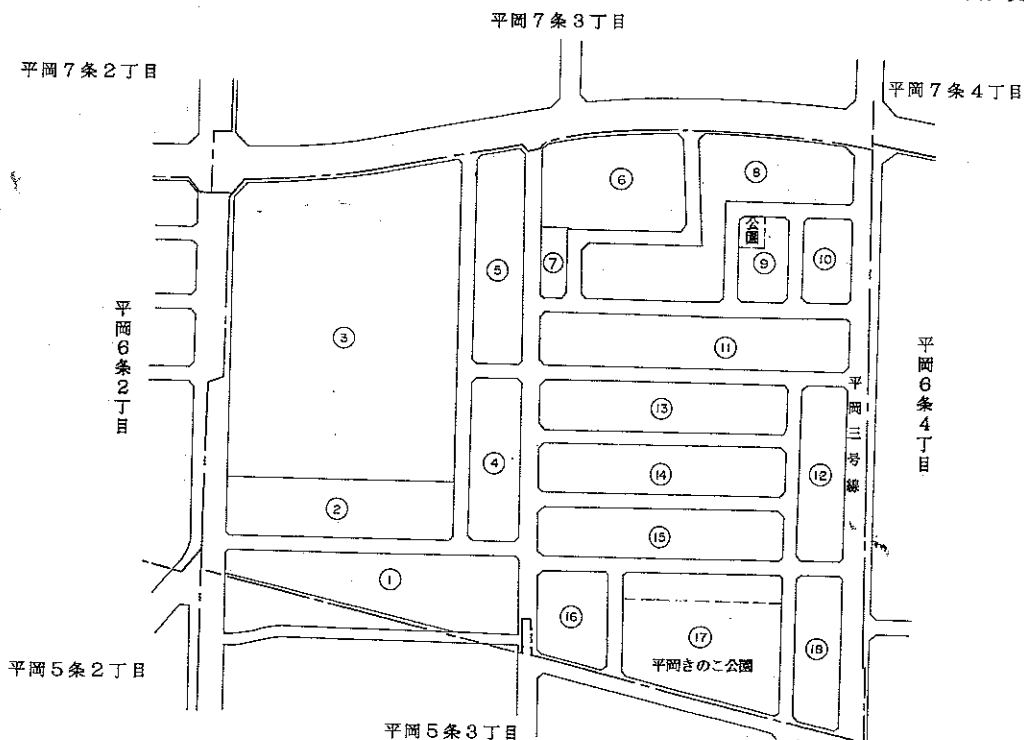 平岡7条3丁目
平岡7条2丁目
平岡7条4丁目
⑥
⑧
公園
⑤
⑦
⑨
⑩
平岡6条2丁目
③
⑪
平岡6条4丁目
平岡三号線
⑬
④
⑭
⑫
②
⑮
①
⑯
⑰
平岡きのこ公園
⑱
平岡5条2丁目
平岡5条3丁目